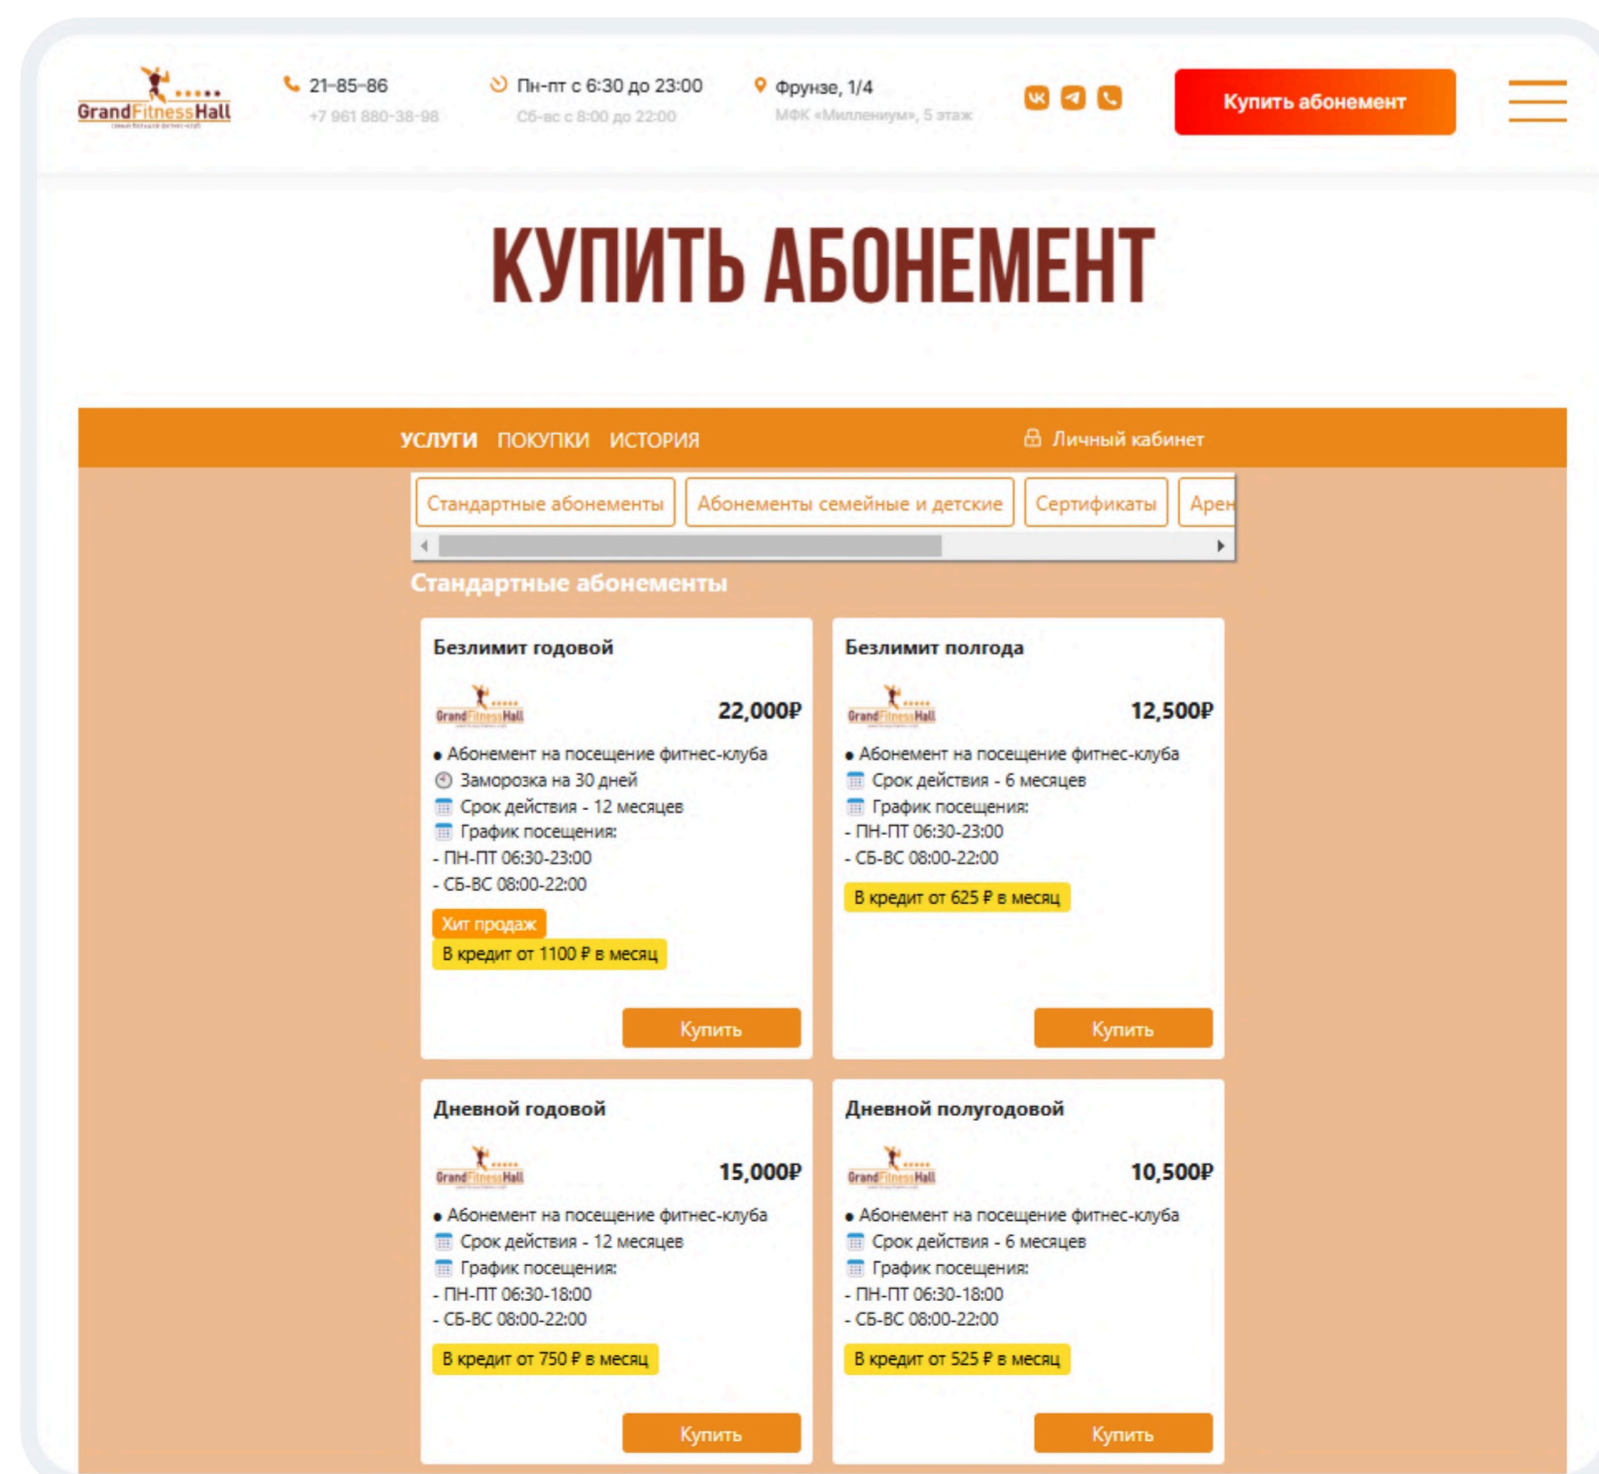 GrandFitnessHall
21-85-86
+7 961 880-38-98
Пн-пт с 6:30 до 23:00
Сб-вс с 8:00 до 22:00
Фрунзе, 1/4
МФК «Миллениум», 5 этаж
Купить абонемент
КУПИТЬ АБОНЕМЕНТ
УСЛУГИ ПОКУПКИ ИСТОРИЯ Личный кабинет
Стандартные абонементы Абонементы семейные и детские Сертификаты Арен
Стандартные абонементы
Безлимит годовой
GrandFitnessHall
22,000₽
• Абонемент на посещение фитнес-клуба
Заморозка на 30 дней
Срок действия - 12 месяцев
График посещения:
- ПН-ПТ 06:30-23:00
- СБ-ВС 08:00-22:00
Хит продаж
В кредит от 1100 ₽ в месяц
Купить
Безлимит полгода
GrandFitnessHall
12,500₽
• Абонемент на посещение фитнес-клуба
Срок действия - 6 месяцев
График посещения:
- ПН-ПТ 06:30-23:00
- СБ-ВС 08:00-22:00
В кредит от 625 ₽ в месяц
Купить
Дневной годовой
GrandFitnessHall
15,000₽
• Абонемент на посещение фитнес-клуба
Срок действия - 12 месяцев
График посещения:
- ПН-ПТ 06:30-18:00
- СБ-ВС 08:00-22:00
В кредит от 750 ₽ в месяц
Купить
Дневной полугодовой
GrandFitnessHall
10,500₽
• Абонемент на посещение фитнес-клуба
Срок действия - 6 месяцев
График посещения:
- ПН-ПТ 06:30-18:00
- СБ-ВС 08:00-22:00
В кредит от 525 ₽ в месяц
Купить